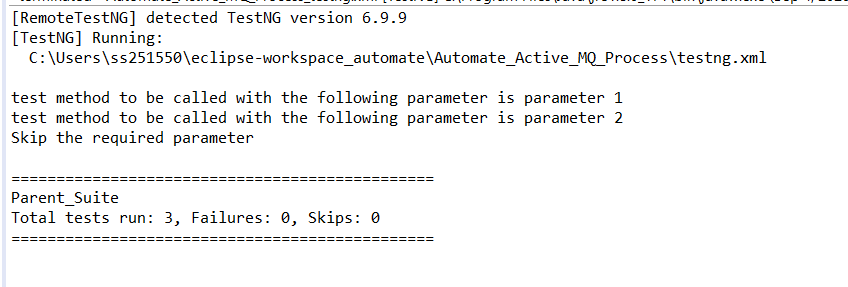 [RemoteTestNG] detected TestNG version 6.9.9
[TestNG] Running:
C:\Users\ss251550\eclipse-workspace_automate\Automate_Active_MQ_Process\testng.xml
test method to be called with the following parameter is parameter 1
test method to be called with the following parameter is parameter 2
Skip the required parameter
===============================================
Parent_Suite
Total tests run: 3, Failures: 0, Skips: 0
===============================================